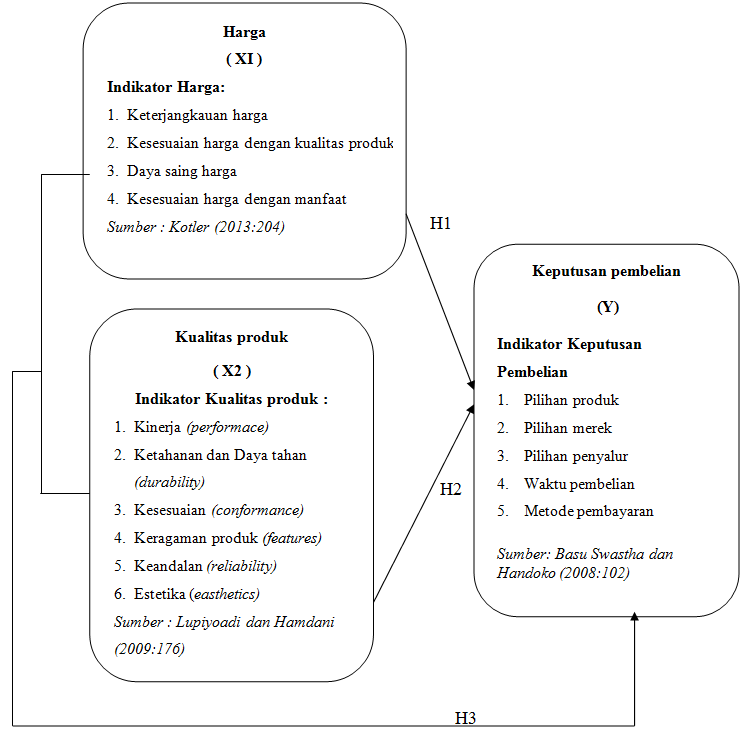 Harga
( XI )
Indikator Harga:
1. Keterjangkauan harga
2. Kesesuaian harga dengan kualitas produk
3. Daya saing harga
4. Kesesuaian harga dengan manfaat
Sumber : Kotler (2013:204)
H1
Kualitas produk
( X2 )
Indikator Kualitas produk :
1. Kinerja (performace)
2. Ketahanan dan Daya tahan
(durability)
3. Kesesuaian (conformance)
4. Keragaman produk (features)
5. Keandalan (reliability)
6. Estetika (easthetics)
Sumber : Lupiyoadi dan Hamdani
(2009:176)
H2
Keputusan pembelian
(Y)
Indikator Keputusan
Pembelian
1. Pilihan produk
2. Pilihan merek
3. Pilihan penyalur
4. Waktu pembelian
5. Metode pembayaran
Sumber: Basu Swastha dan
Handoko (2008:102)
H3